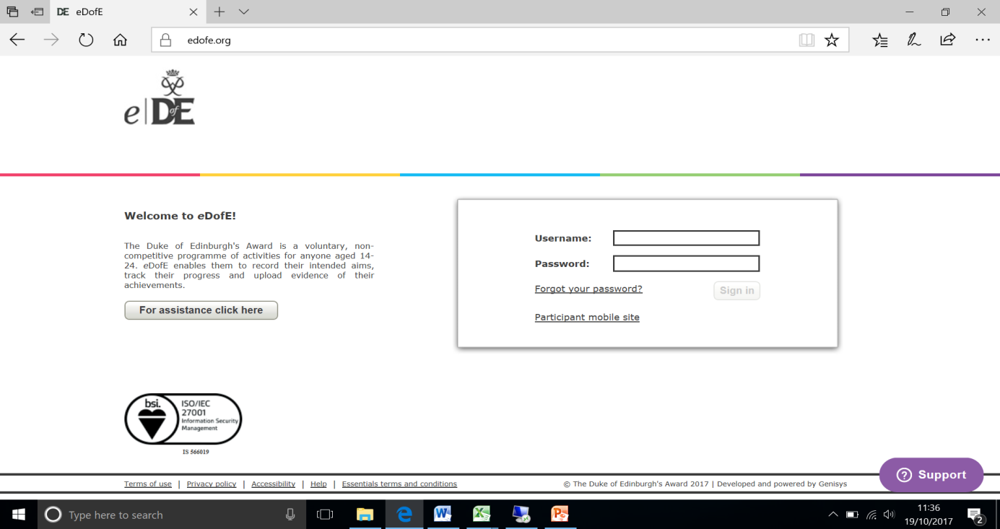 DE eDofE
edofe.org
e DofE
Welcome to eDofE!
The Duke of Edinburgh's Award is a voluntary, non-
competitive programme of activities for anyone aged 14-
24. eDofE enables them to record their intended aims,
track their progress and upload evidence of their
achievements.
For assistance click here
Username:
Password:
Forgot your password?
Sign in
Participant mobile site
bsi.
ISO/IEC
27001
Information Security
Management
IS 566019
Terms of use | Privacy policy | Accessibility | Help | Essentials terms and conditions
© The Duke of Edinburgh's Award 2017 | Developed and powered by Genisys
Support
Type here to search
11:36
19/10/2017
2